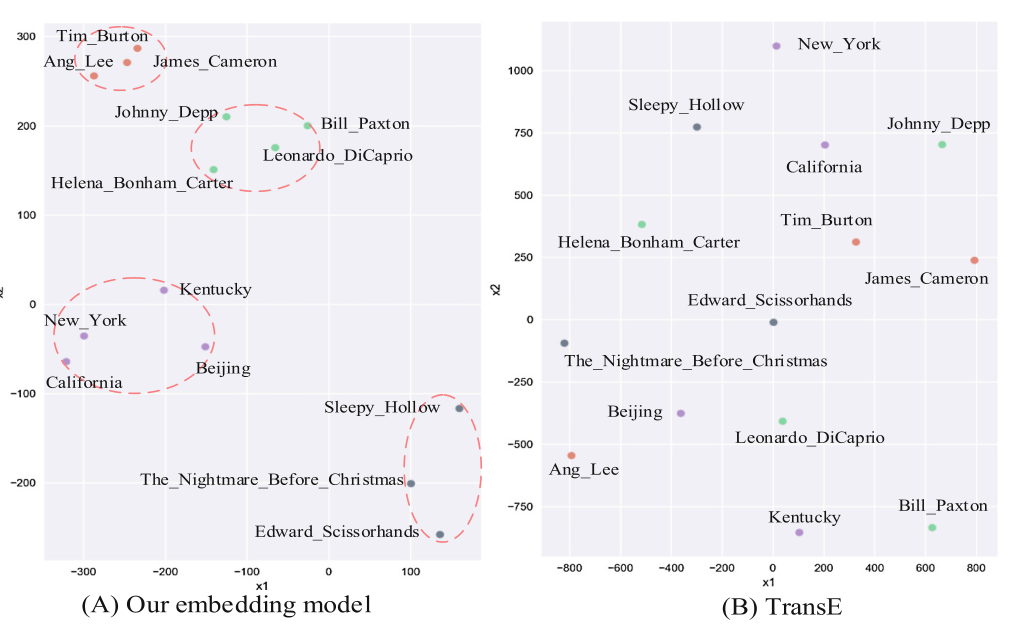 300
Tim_Burton
Ang_Lee
James_Cameron
Johnny_Depp
200
Bill_Paxton
Leonardo_DiCaprio
Helena_Bonham_Carter
100
0
Kentucky
New_York
Beijing
California
−100
Sleepy_Hollow
The_Nightmare_Before_Christmas
−200
Edward_Scissorhands
−300 −200 −100 0 100
x1
x2
(A) Our embedding model
New_York
1000
Sleepy_Hollow
Johnny_Depp
750
California
500
Tim_Burton
Helena_Bonham_Carter
250
James_Cameron
x2
Edward_Scissorhands
0
The_Nightmare_Before_Christmas
−250
Beijing
Leonardo_DiCaprio
−500
Ang_Lee
−750
Bill_Paxton
Kentucky
−800 −600 −400 −200 0 200 400 600 800
x1
(B) TransE